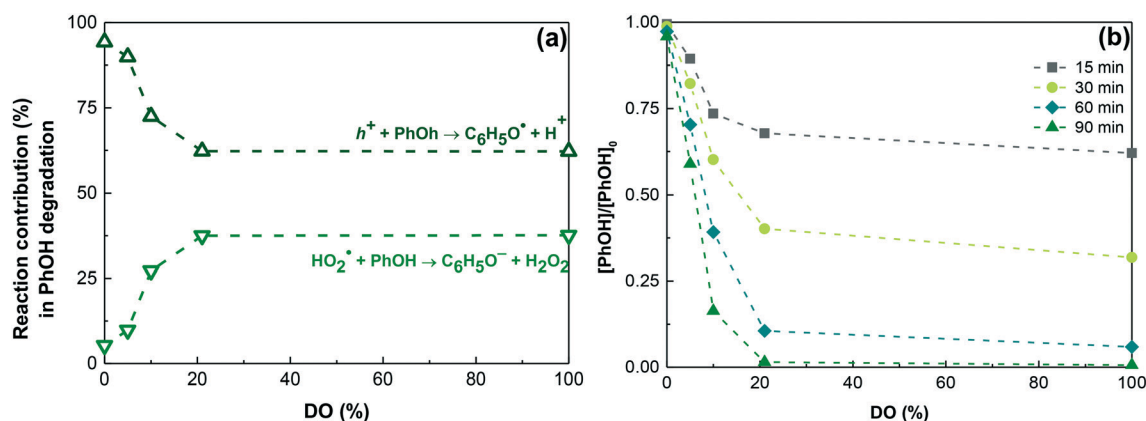 (a)
Reaction contribution (%)
in PhOH degradation
100
75
50
25
0
h⁺ + PhOh → C₆H₅O• + H⁺
HO₂• + PhOH → C₆H₅O⁻ + H₂O₂
0 20 40 60 80 100
DO (%)
(b)
[PhOH]/[PhOH]₀
1.00
0.75
0.50
0.25
0.00
15 min
30 min
60 min
90 min
0 20 40 60 80 100
DO (%)